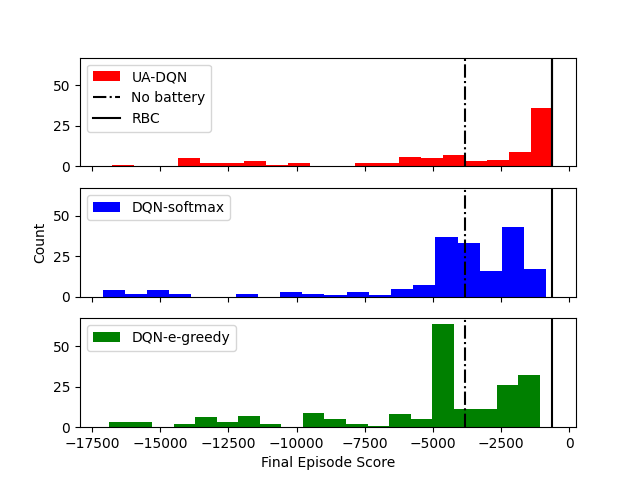 50
25
0
UA-DQN
No battery
RBC
Count
50
25
0
DQN-softmax
50
25
0
DQN-e-greedy
−17500 −15000 −12500 −10000 −7500 −5000 −2500 0
Final Episode Score